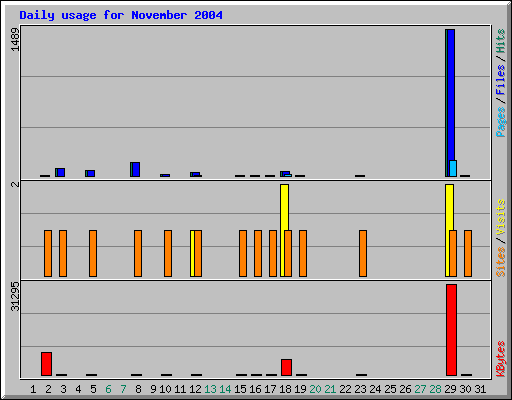 Daily usage for November 2004
1489
2
31295
Pages / Files / Hits
Sites / Visits
KBytes
1 2 3 4 5 6 7 8 9 10 11 12 13 14 15 16 17 18 19 20 21 22 23 24 25 26 27 28 29 30 31